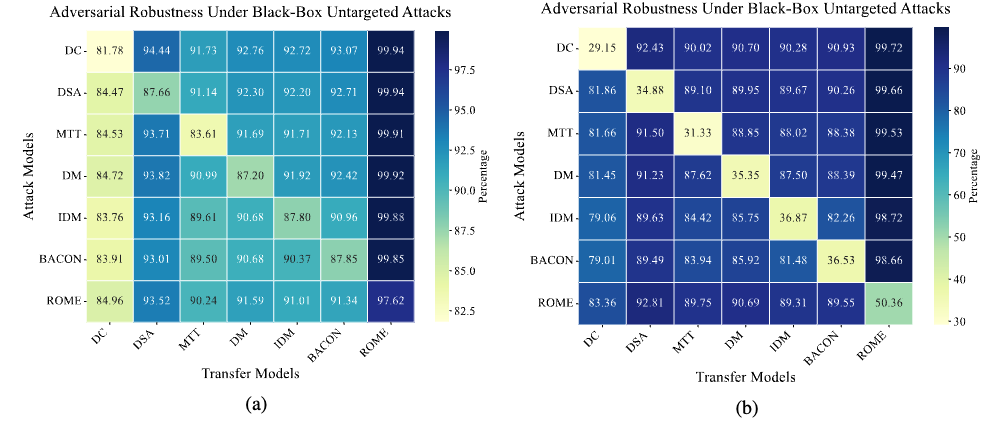 Adversarial Robustness Under Black-Box Untargeted Attacks
DC 81.78 94.44 91.73 92.76 92.72 93.07 99.94
DSA 84.47 87.66 91.14 92.30 92.20 92.71 99.94
MTT 84.53 93.71 83.61 91.69 91.71 92.13 99.91
DM 84.72 93.82 90.99 87.20 91.92 92.42 99.92
IDM 83.76 93.16 89.61 90.68 87.80 90.96 99.88
BACON 83.91 93.01 89.50 90.68 90.37 87.85 99.85
ROME 84.96 93.52 90.24 91.59 91.01 91.34 97.62
DC DSA MTT DM IDM BACON ROME
Attack Models
Transfer Models
97.5
95.0
92.5
90.0
87.5
85.0
82.5
Percentage
(a)
Adversarial Robustness Under Black-Box Untargeted Attacks
DC 29.15 92.43 90.02 90.70 90.28 90.93 99.72
DSA 81.86 34.88 89.10 89.95 89.67 90.26 99.66
MTT 81.66 91.50 31.33 88.85 88.02 88.38 99.53
DM 81.45 91.23 87.62 35.35 87.50 88.39 99.47
IDM 79.06 89.63 84.42 85.75 36.87 82.26 98.72
BACON 79.01 89.49 83.94 85.92 81.48 36.53 98.66
ROME 83.36 92.81 89.75 90.69 89.31 89.55 50.36
DC DSA MTT DM IDM BACON ROME
Attack Models
Transfer Models
90
80
70
60
50
40
30
Percentage
(b)